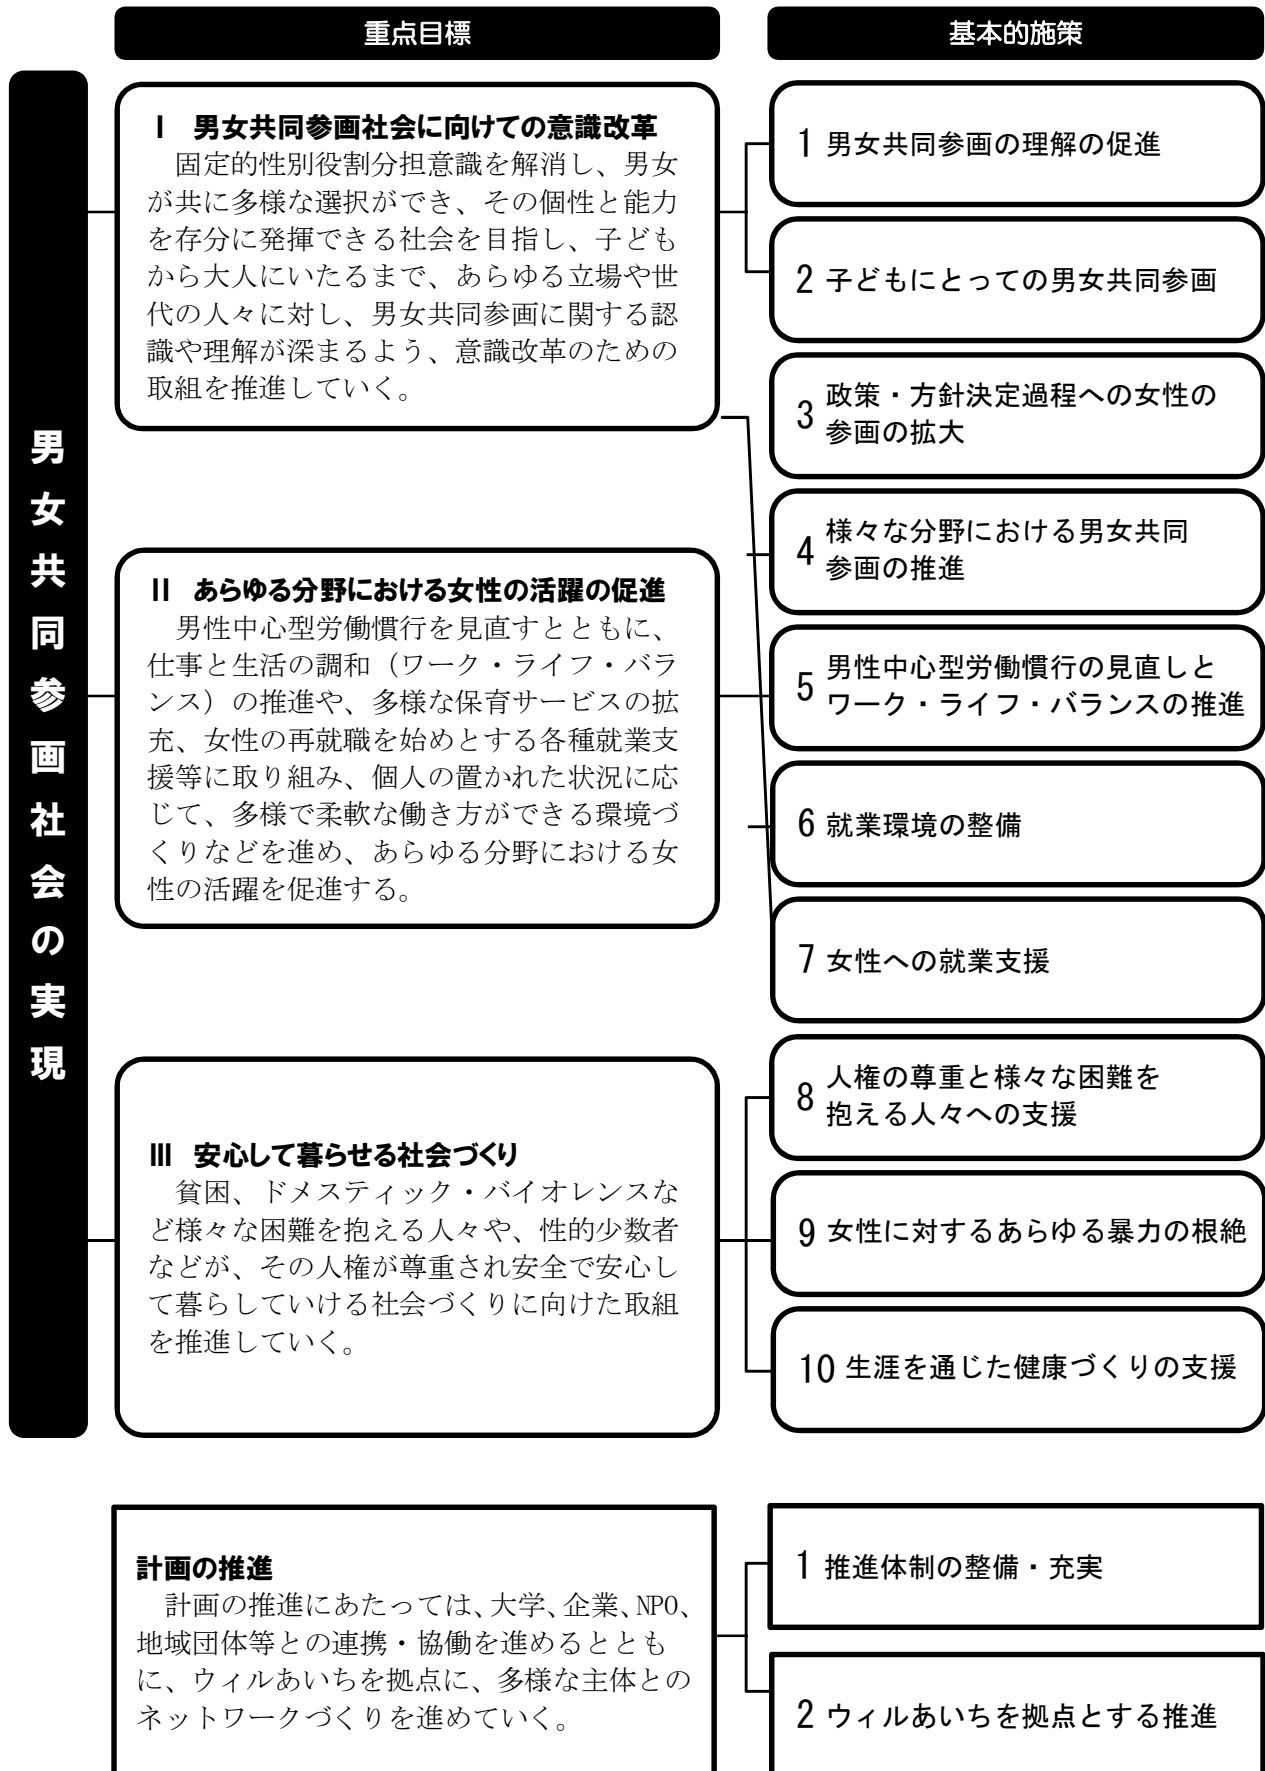 重点目標
基本的施策
男女共同参画社会の実現
Ⅰ 男女共同参画社会に向けての意識改革
固定的性別役割分担意識を解消し、男女
が共に多様な選択ができ、その個性と能力
を存分に発揮できる社会を目指し、子ども
から大人にいたるまで、あらゆる立場や世
代の人々に対し、男女共同参画に関する認
識や理解が深まるよう、意識改革のための
取組を推進していく。
1 男女共同参画の理解の促進
2 子どもにとっての男女共同参画
Ⅱ あらゆる分野における女性の活躍の促進
男性中心型労働慣行を見直すとともに、
仕事と生活の調和（ワーク・ライフ・バラ
ンス）の推進や、多様な保育サービスの拡
充、女性の再就職を始めとする各種就業支
援等に取り組み、個人の置かれた状況に応
じて、多様で柔軟な働き方ができる環境づ
くりなどを進め、あらゆる分野における女
性の活躍を促進する。
3 政策・方針決定過程への女性の
参画の拡大
4 様々な分野における男女共同
参画の推進
5 男性中心型労働慣行の見直しと
ワーク・ライフ・バランスの推進
6 就業環境の整備
7 女性への就業支援
Ⅲ 安心して暮らせる社会づくり
貧困、ドメスティック・バイオレンスな
ど様々な困難を抱える人々や、性的少数者
などが、その人権が尊重され安全で安心し
て暮らしていける社会づくりに向けた取組
を推進していく。
8 人権の尊重と様々な困難を
抱える人々への支援
9 女性に対するあらゆる暴力の根絶
10 生涯を通じた健康づくりの支援
計画の推進
計画の推進にあたっては、大学、企業、NPO、
地域団体等との連携・協働を進めるととも
に、ウィルあいちを拠点に、多様な主体との
ネットワークづくりを進めていく。
1 推進体制の整備・充実
2 ウィルあいちを拠点とする推進